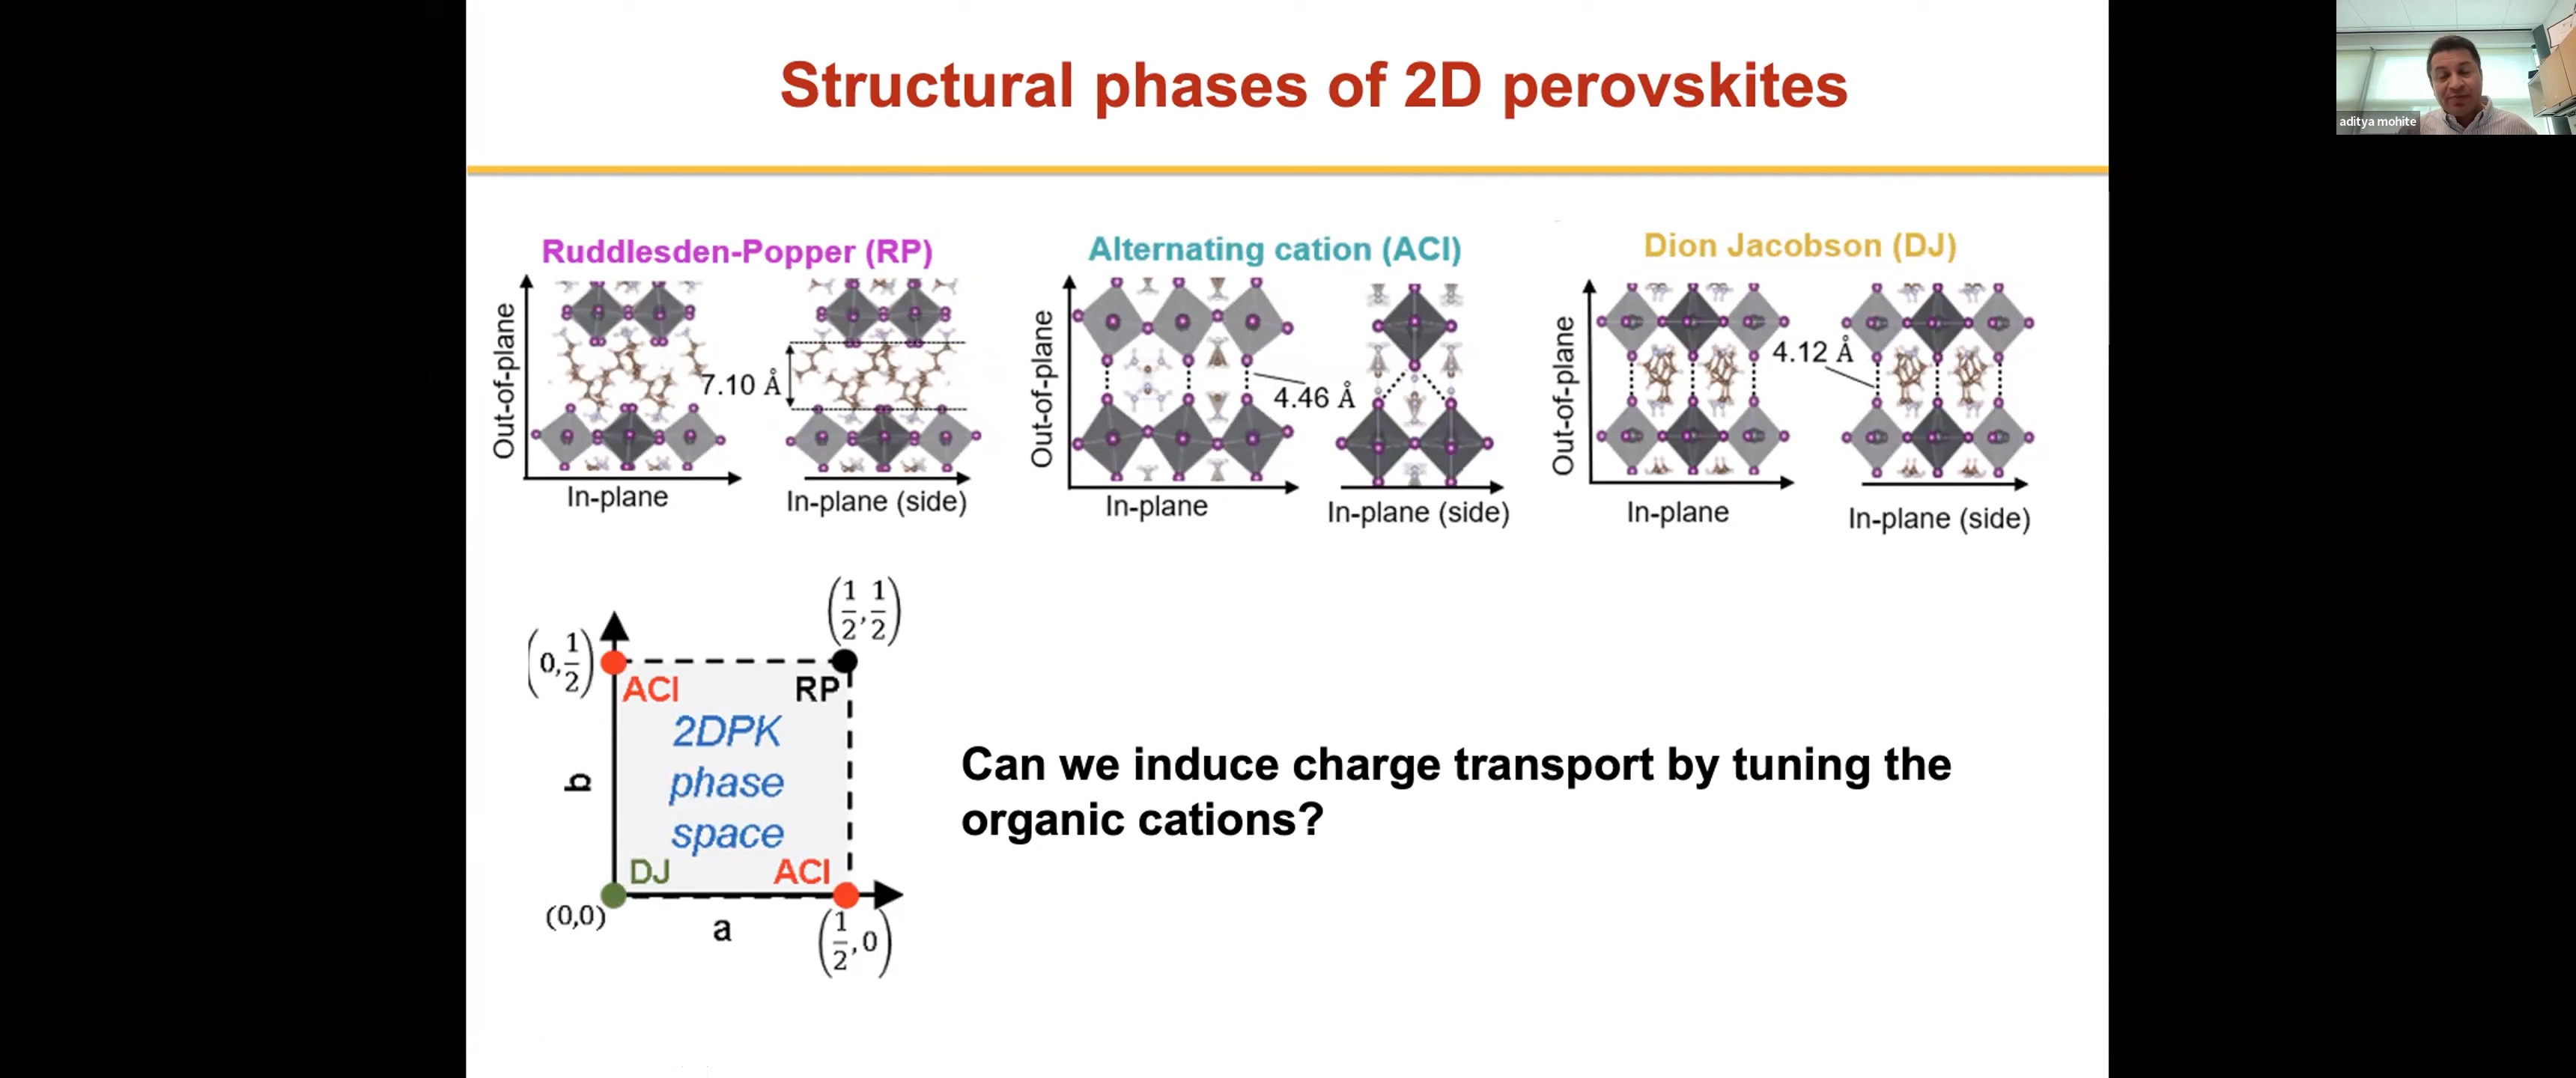 Structural phases of 2D perovskites
aditya mohite
Ruddlesden-Popper (RP)
Out-of-plane
7.10 Å
In-plane
In-plane (side)
Alternating cation (ACI)
Out-of-plane
4.46 Å
In-plane
In-plane (side)
Dion Jacobson (DJ)
Out-of-plane
4.12 Å
In-plane
In-plane (side)
(1/2, 1/2)
(0, 1/2)
ACI
RP
2DPK
phase
space
b
DJ
ACI
(0,0)
a
(1/2, 0)
Can we induce charge transport by tuning the
organic cations?